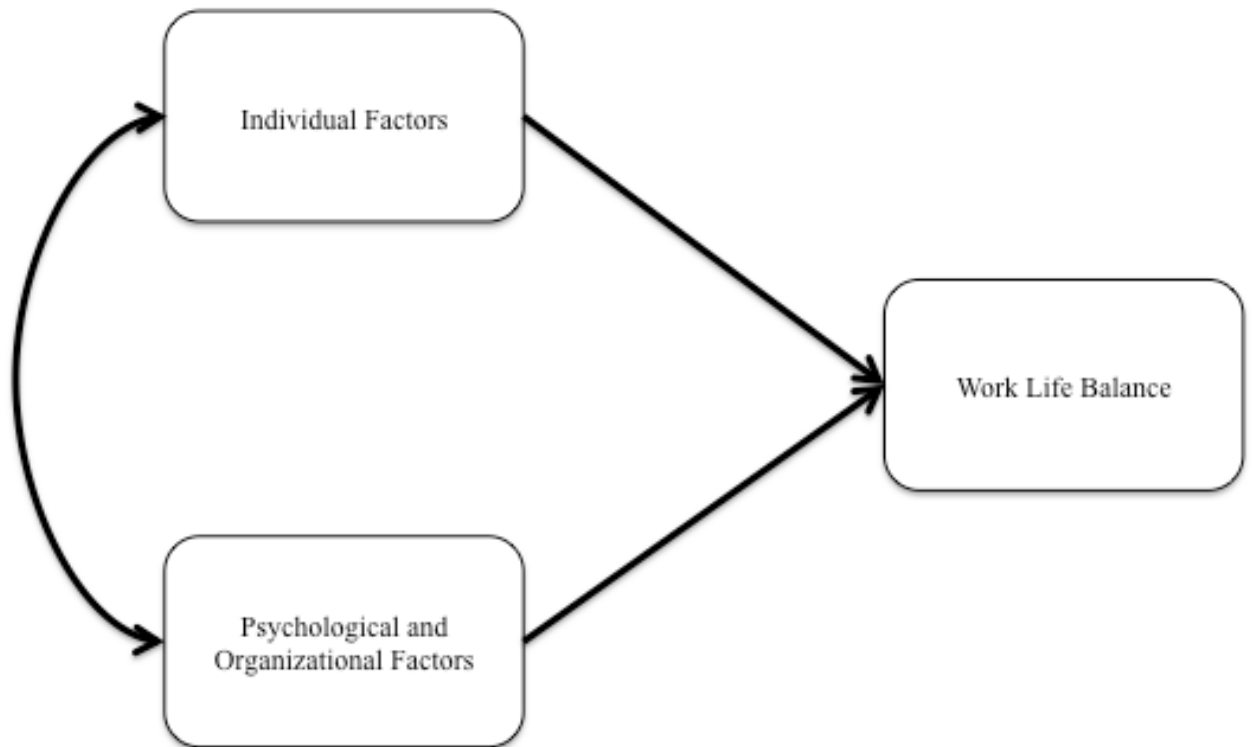 Individual Factors
Work Life Balance
Psychological and
Organizational Factors